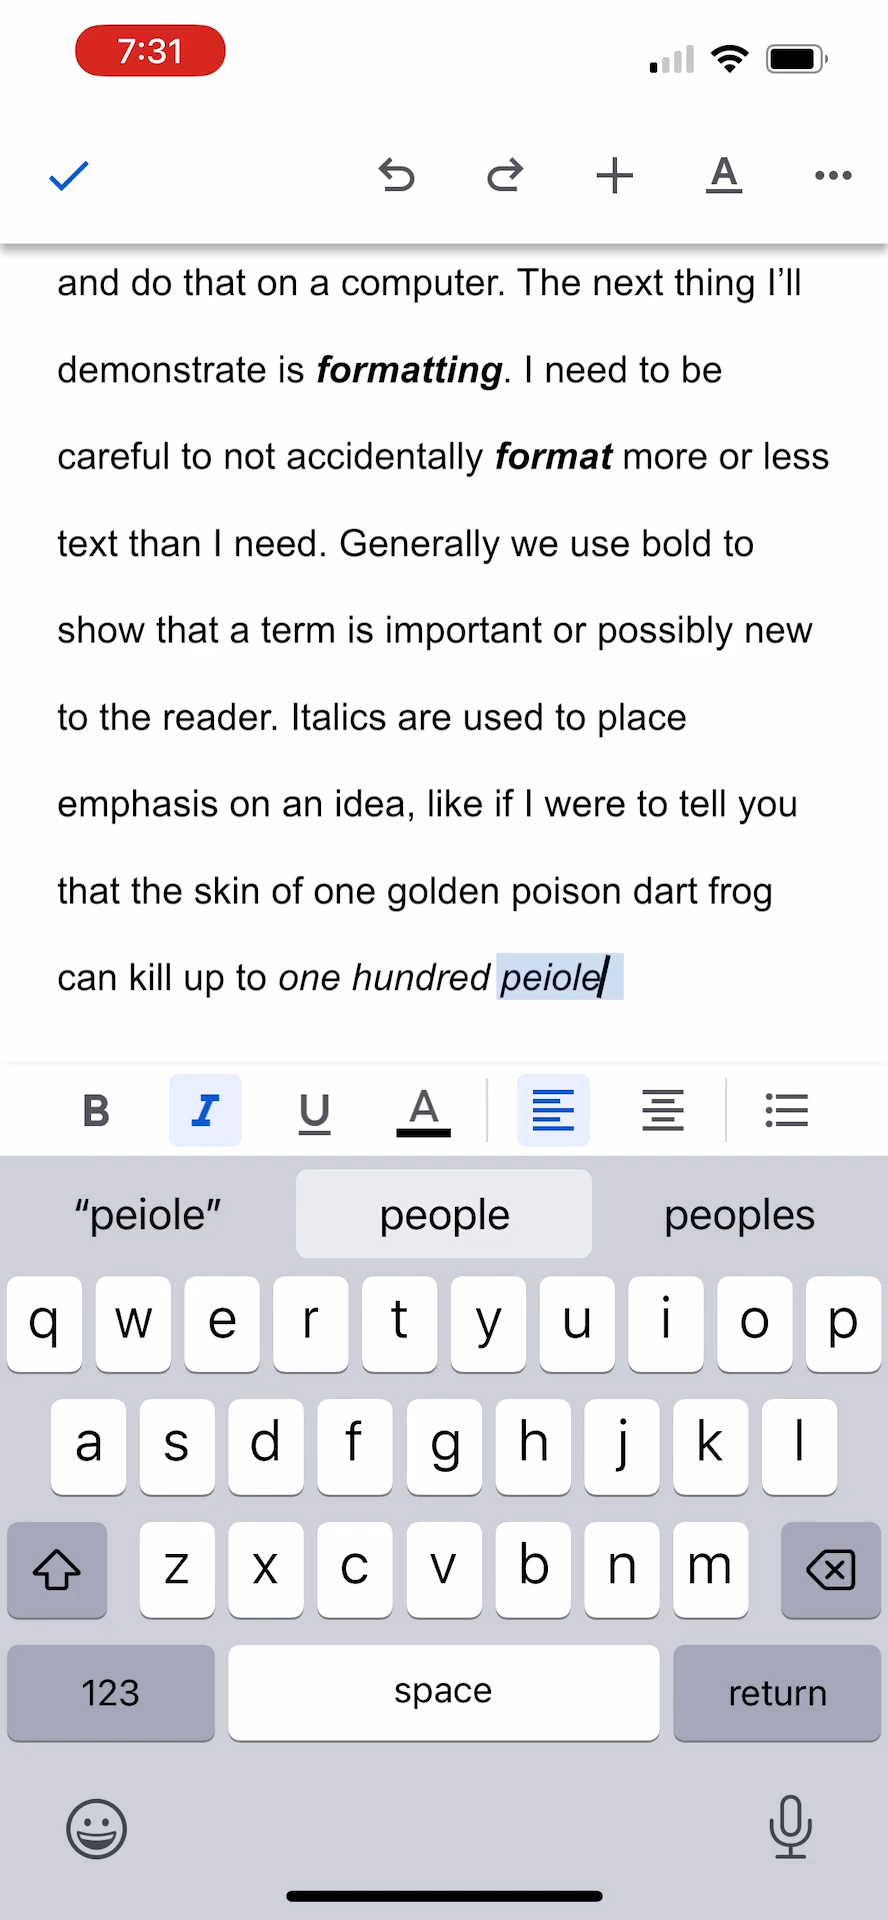 7:31
A
and do that on a computer. The next thing I’ll
demonstrate is formatting. I need to be
careful to not accidentally format more or less
text than I need. Generally we use bold to
show that a term is important or possibly new
to the reader. Italics are used to place
emphasis on an idea, like if I were to tell you
that the skin of one golden poison dart frog
can kill up to one hundred peiole
B I U A
“peiole” people peoples
q w e r t y u i o p
a s d f g h j k l
z x c v b n m
123 space return